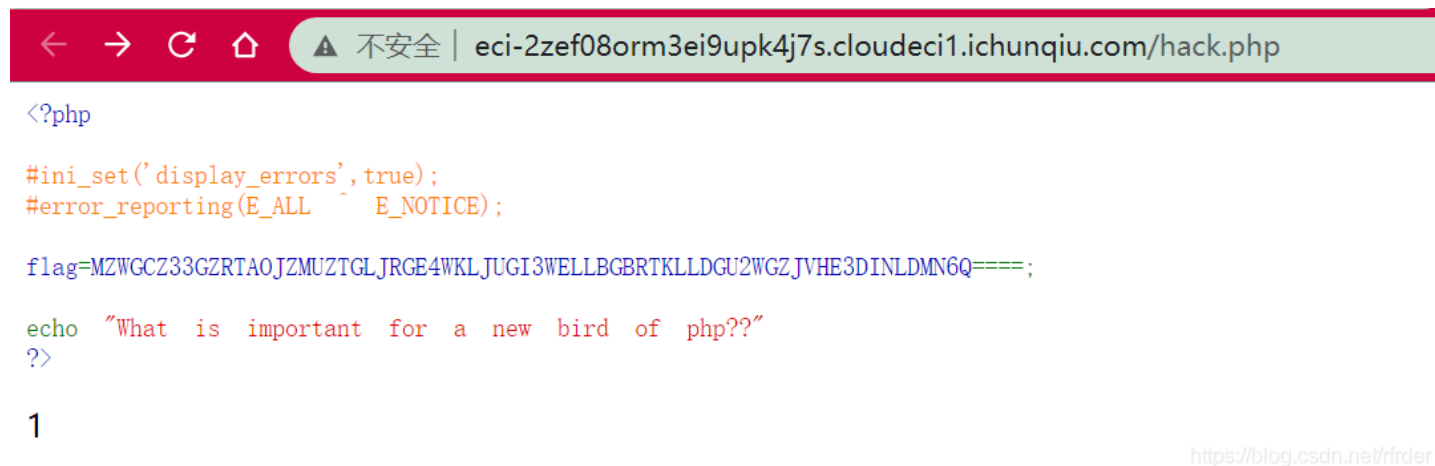 不安全 | eci-2zef08orm3ei9upk4j7s.cloudeci1.ichunqiu.com/hack.php
<?php
#ini_set('display_errors',true);
#error_reporting(E_ALL ^ E_NOTICE);
flag=MZWGCZ33GZRTAOJZMUZTGLJRGE4WKLJUGI3WELLBGBRTKLLDGU2WGZJVHE3DINLDMN6Q====;
echo "What is important for a new bird of php??"
?>
1
https://blog.csdn.net/rfrder